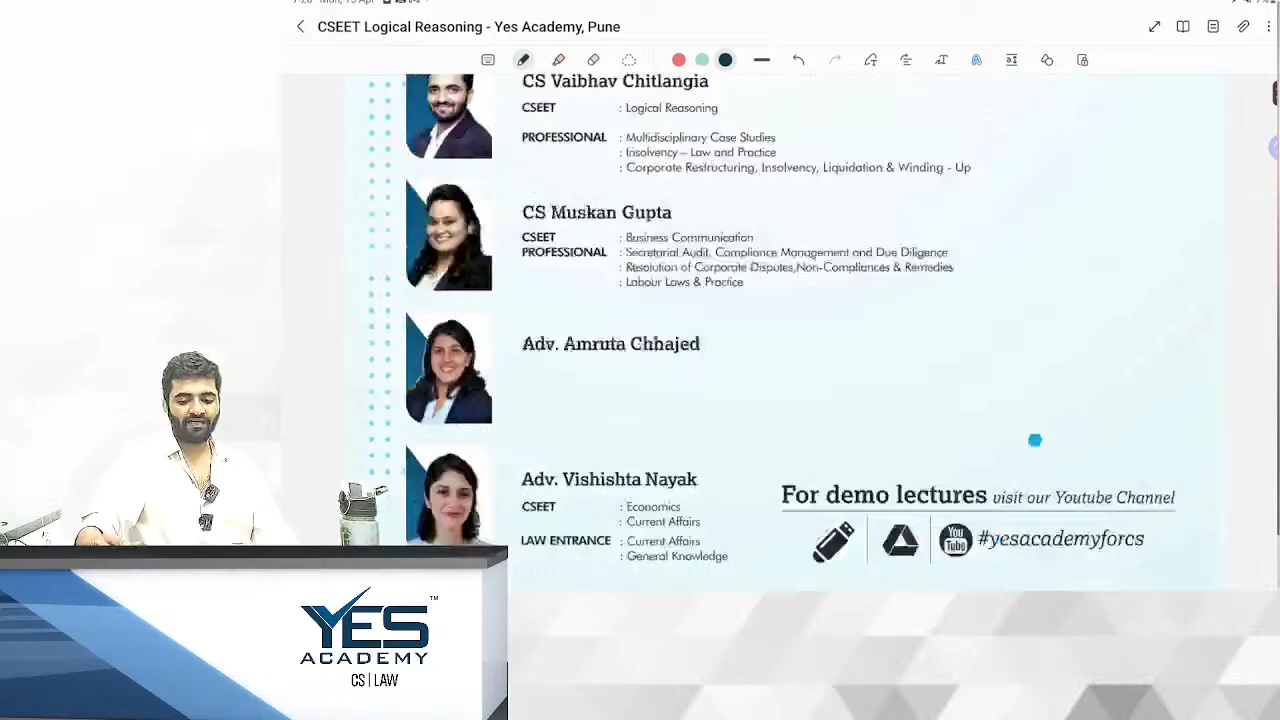 CSEET Logical Reasoning - Yes Academy, Pune
CS Vaibhav Chitlangia
CSEET : Logical Reasoning
PROFESSIONAL : Multidisciplinary Case Studies
: Insolvency – Law and Practice
: Corporate Restructuring, Insolvency, Liquidation & Winding - Up
CS Muskan Gupta
CSEET : Business Communication
PROFESSIONAL : Secretarial Audit, Compliance Management and Due Diligence
: Resolution of Corporate Disputes,Non-Compliances & Remedies
: Labour Laws & Practice
Adv. Amruta Chhajed
Adv. Vishishta Nayak
CSEET : Economics
: Current Affairs
LAW ENTRANCE : Current Affairs
: General Knowledge
For demo lectures visit our Youtube Channel
You Tube #yesacademyforcs
YES™
ACADEMY
CS | LAW